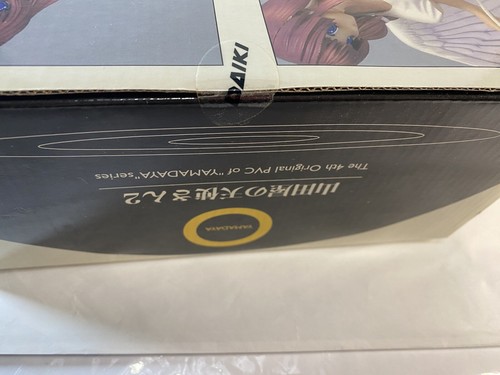 DAIKI
YAMADAYA
山田屋の天使さん2
The 4th Original PVC of "YAMADAYA"series